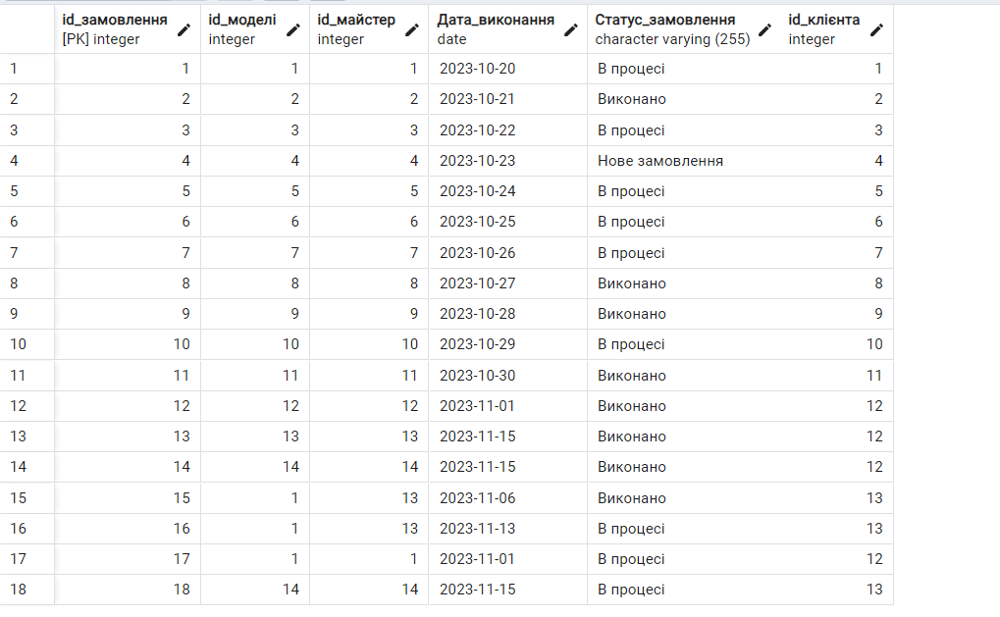 id_замовлення id_моделі id_майстер Дата_виконання Статус_замовлення id_клієнта
[PK] integer integer integer date character varying (255) integer
1 1 1 1 2023-10-20 В процесі 1
2 2 2 2 2023-10-21 Виконано 2
3 3 3 3 2023-10-22 В процесі 3
4 4 4 4 2023-10-23 Нове замовлення 4
5 5 5 5 2023-10-24 В процесі 5
6 6 6 6 2023-10-25 В процесі 6
7 7 7 7 2023-10-26 В процесі 7
8 8 8 8 2023-10-27 Виконано 8
9 9 9 9 2023-10-28 Виконано 9
10 10 10 10 2023-10-29 В процесі 10
11 11 11 11 2023-10-30 Виконано 11
12 12 12 12 2023-11-01 Виконано 12
13 13 13 13 2023-11-15 Виконано 12
14 14 14 14 2023-11-15 Виконано 12
15 15 1 13 2023-11-06 Виконано 13
16 16 1 13 2023-11-13 В процесі 13
17 17 1 1 2023-11-01 В процесі 12
18 18 14 14 2023-11-15 В процесі 13